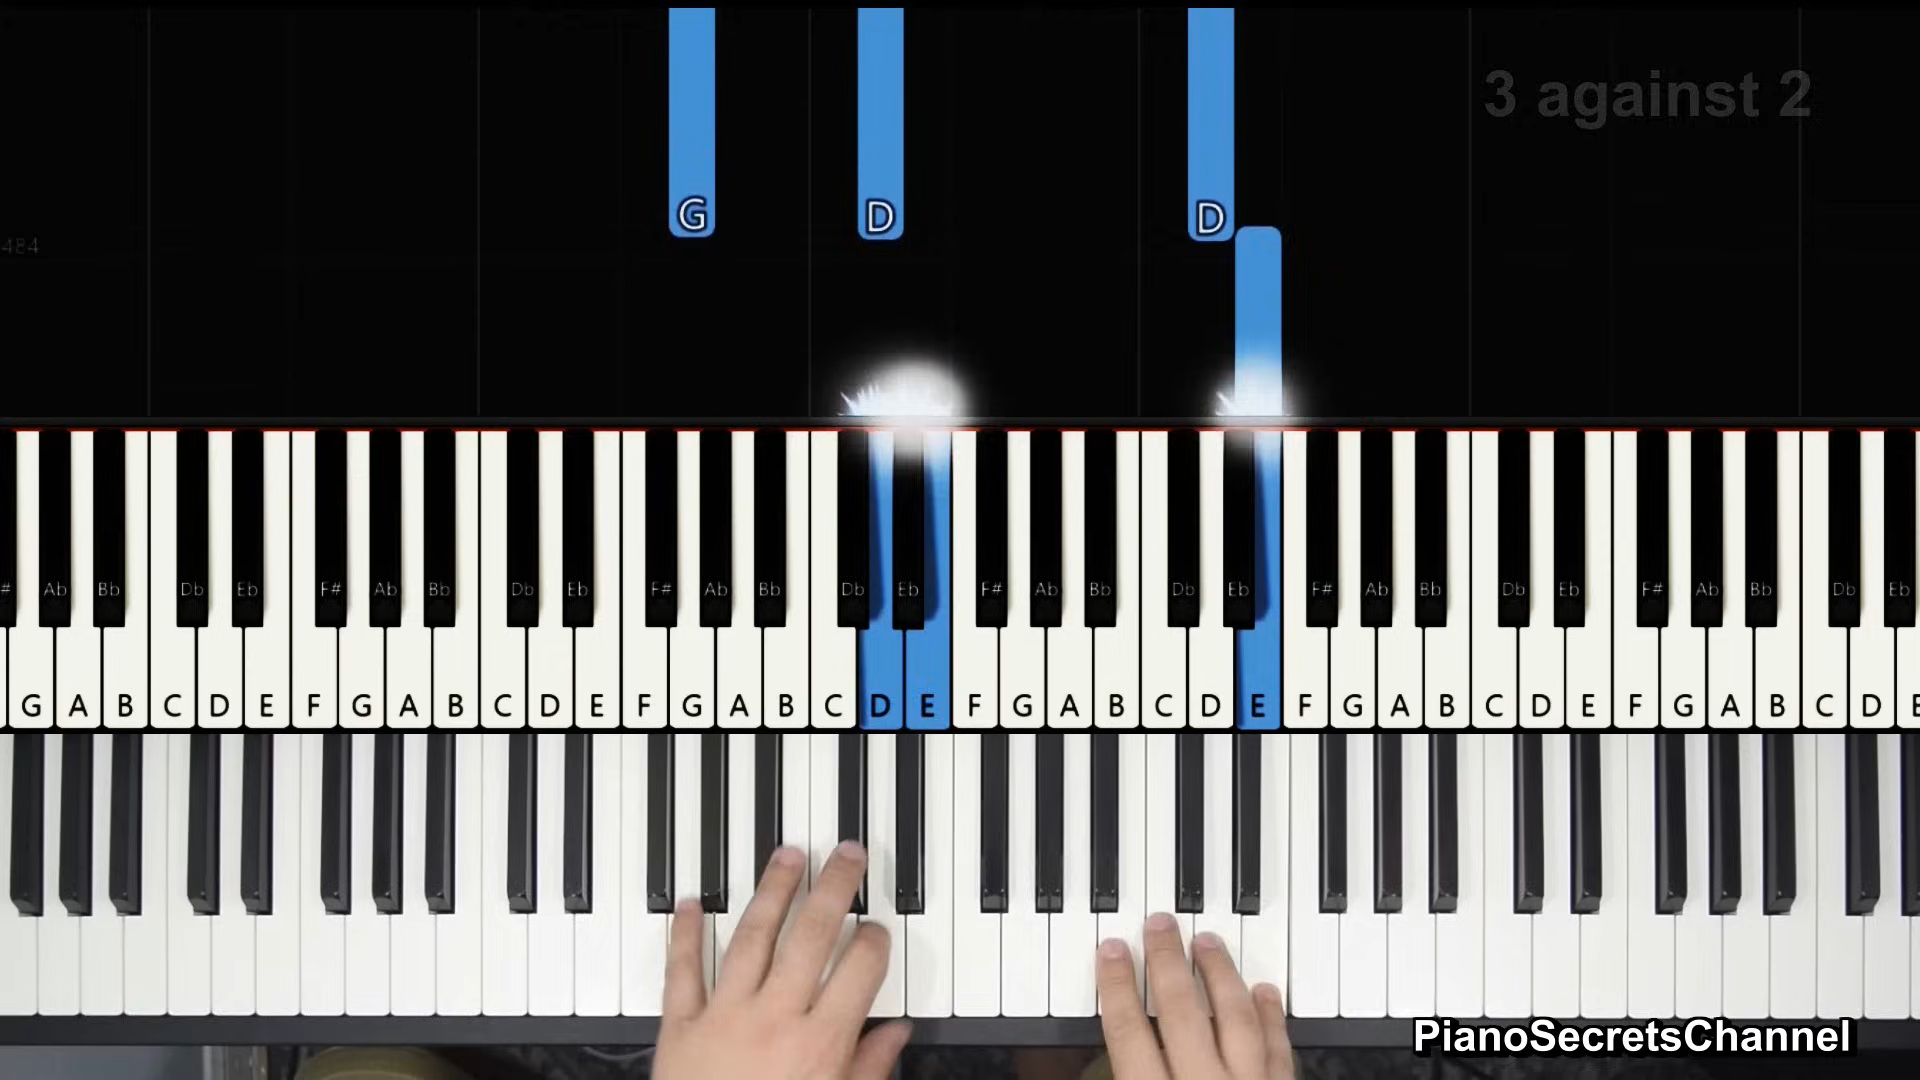 3 against 2
G D D
484
# Ab Bb Db Eb F# Ab Bb Db Eb F# Ab Bb Db Eb F# Ab Bb Db Eb F# Ab Bb Db Eb F# Ab Bb Db Eb
G A B C D E F G A B C D E F G A B C D E F G A B C D E F G A B C D E F G A B C D E
PianoSecretsChannel